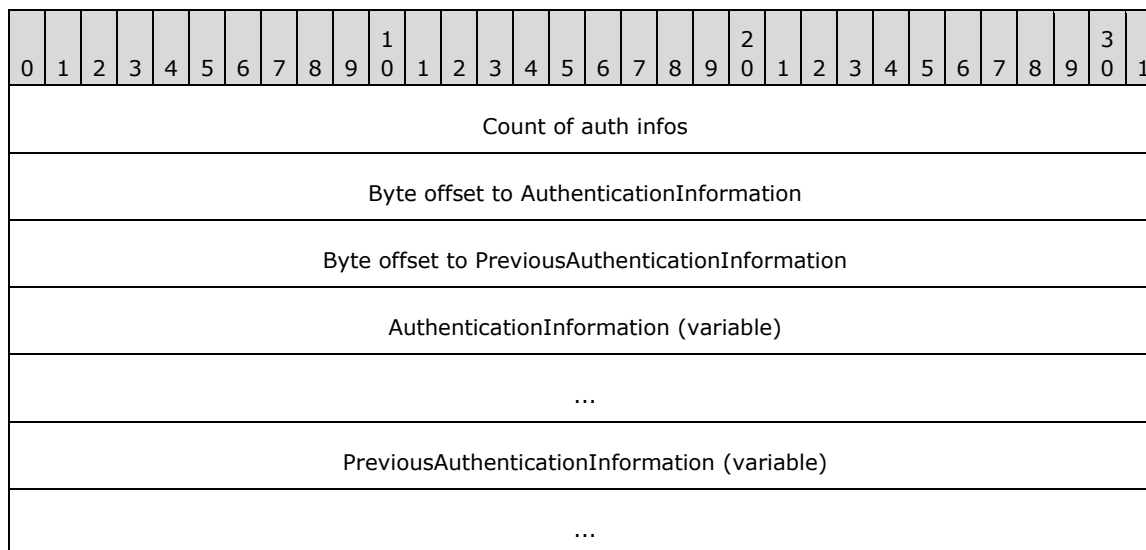 1 2 3
0 1 2 3 4 5 6 7 8 9 0 1 2 3 4 5 6 7 8 9 0 1 2 3 4 5 6 7 8 9 0 1
Count of auth infos
Byte offset to AuthenticationInformation
Byte offset to PreviousAuthenticationInformation
AuthenticationInformation (variable)
...
PreviousAuthenticationInformation (variable)
...